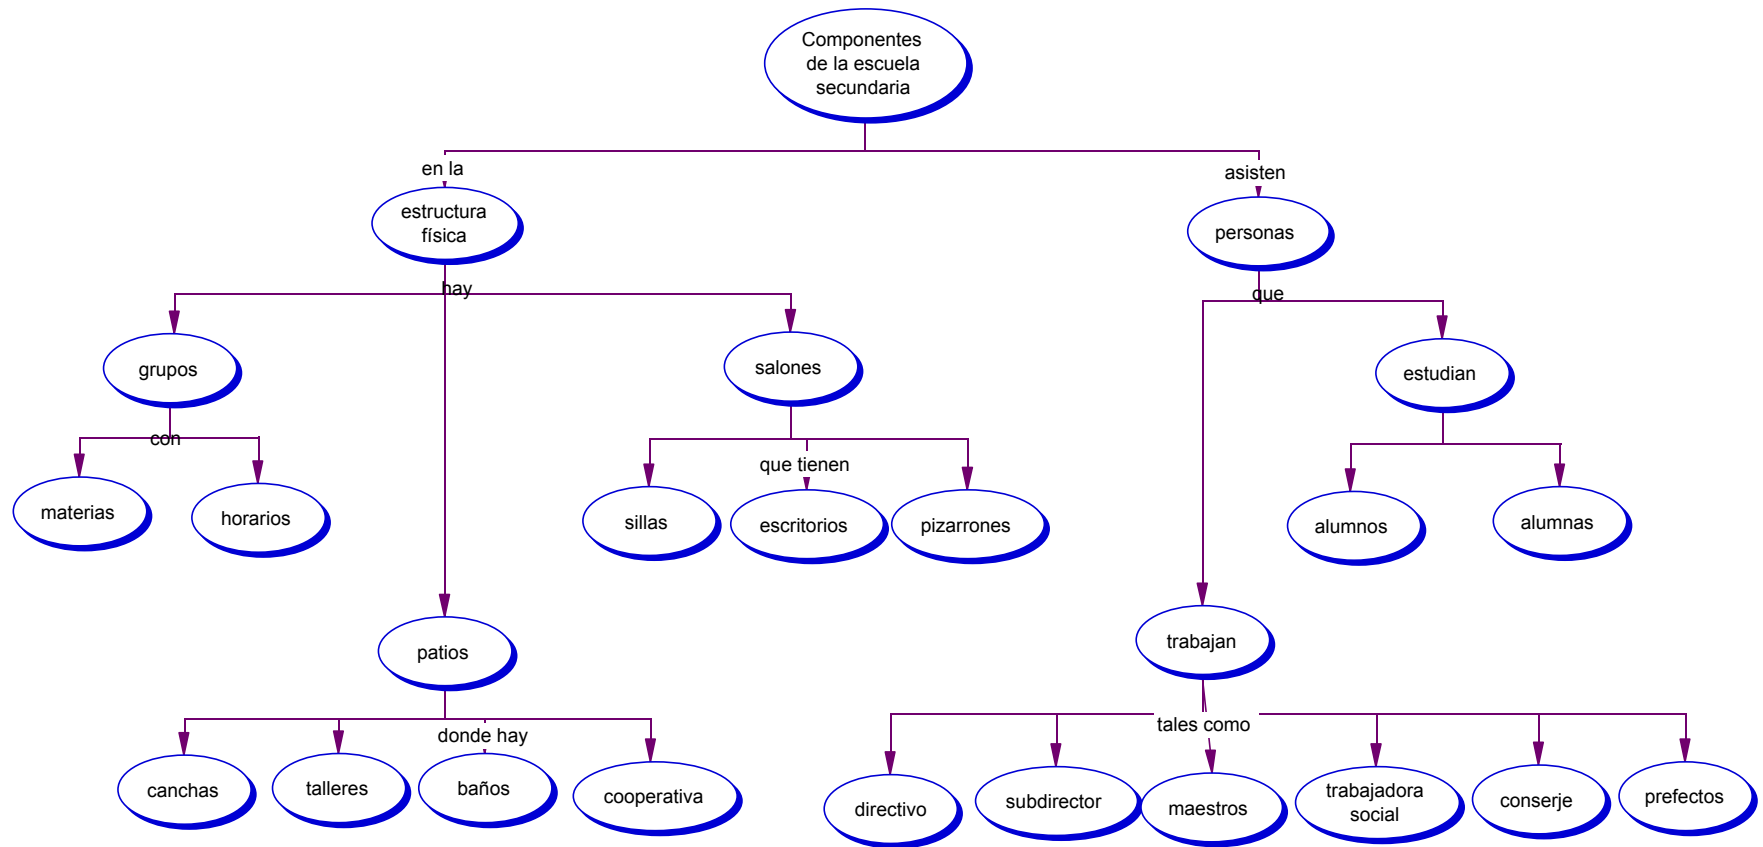 Componentes
de la escuela
secundaria
en la
asisten
estructura
física
personas
hay
que
grupos
salones
estudian
con
que tienen
materias
horarios
sillas
escritorios
pizarrones
alumnos
alumnas
patios
trabajan
donde hay
tales como
canchas
talleres
baños
cooperativa
directivo
subdirector
maestros
trabajadora
social
conserje
prefectos